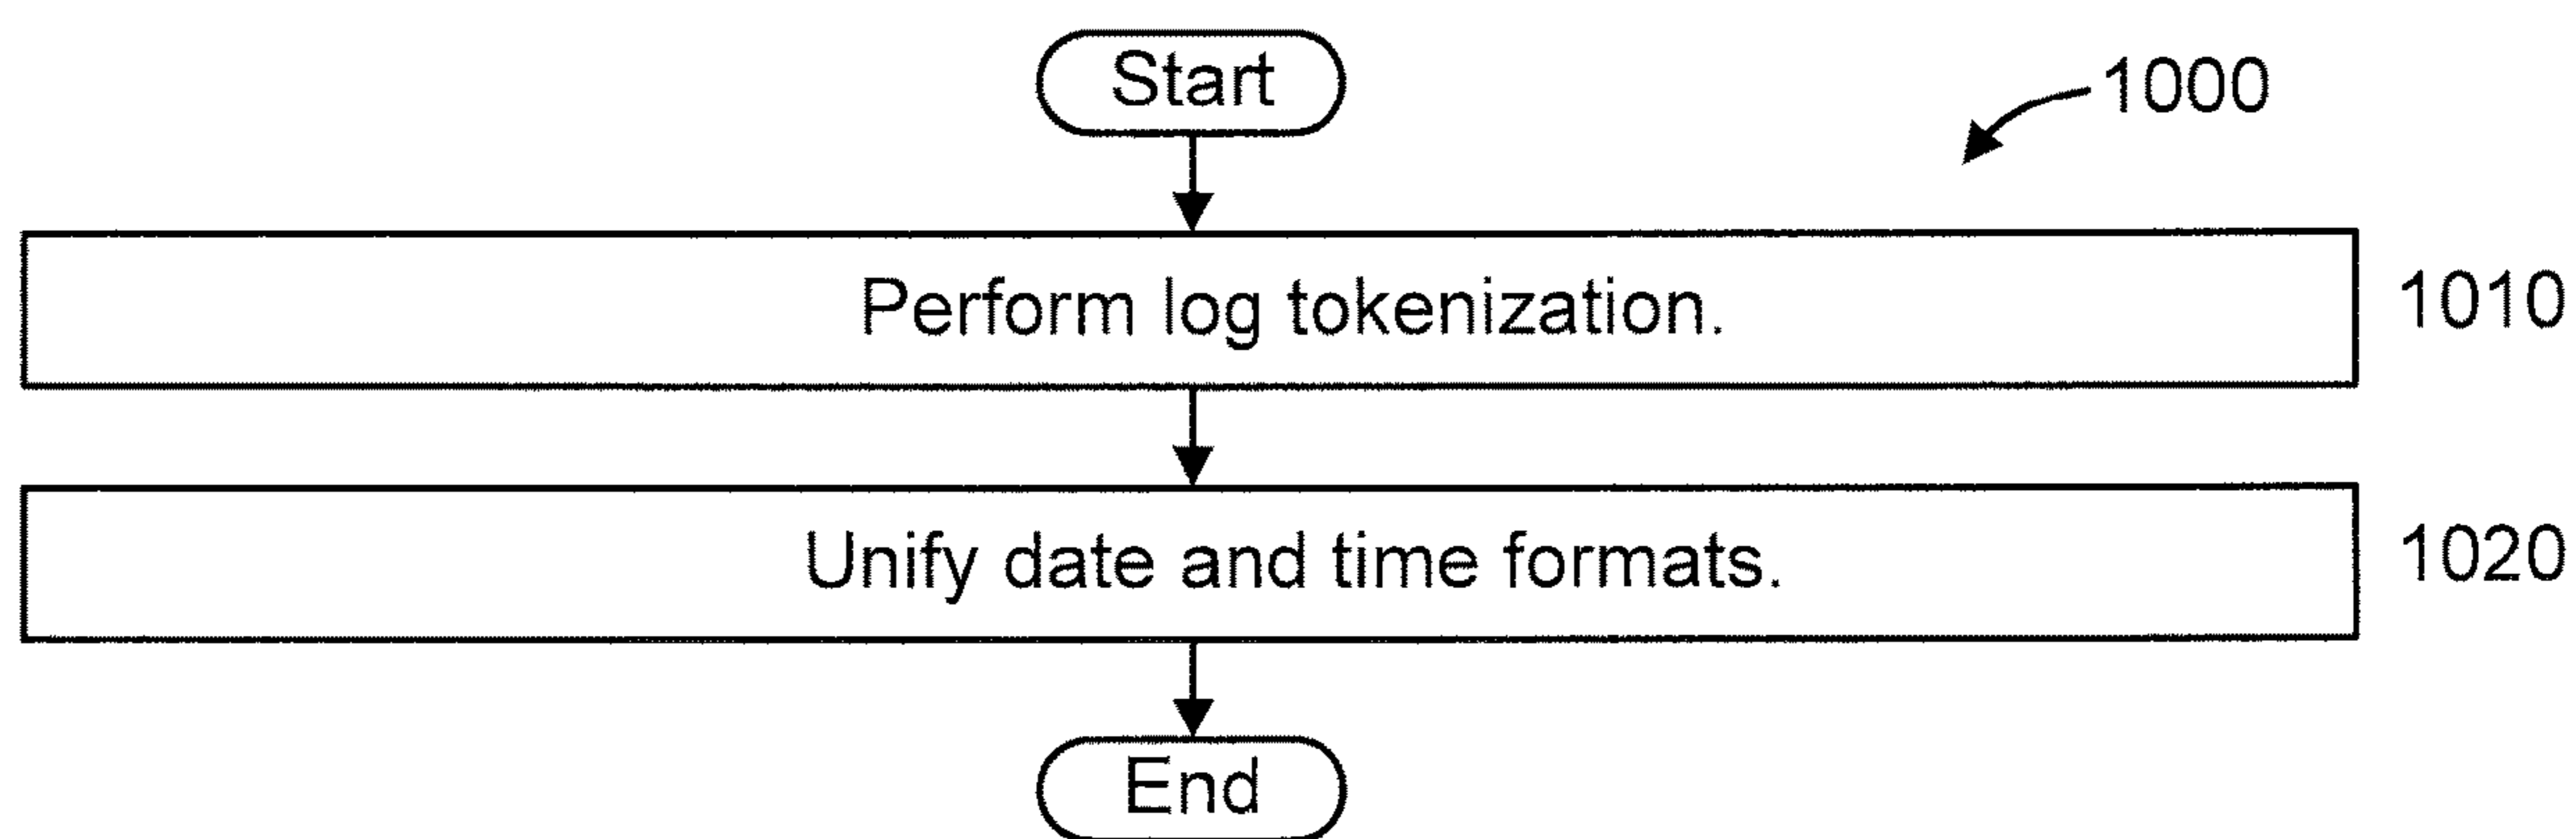 Start
1000
Perform log tokenization.
1010
Unify date and time formats.
1020
End